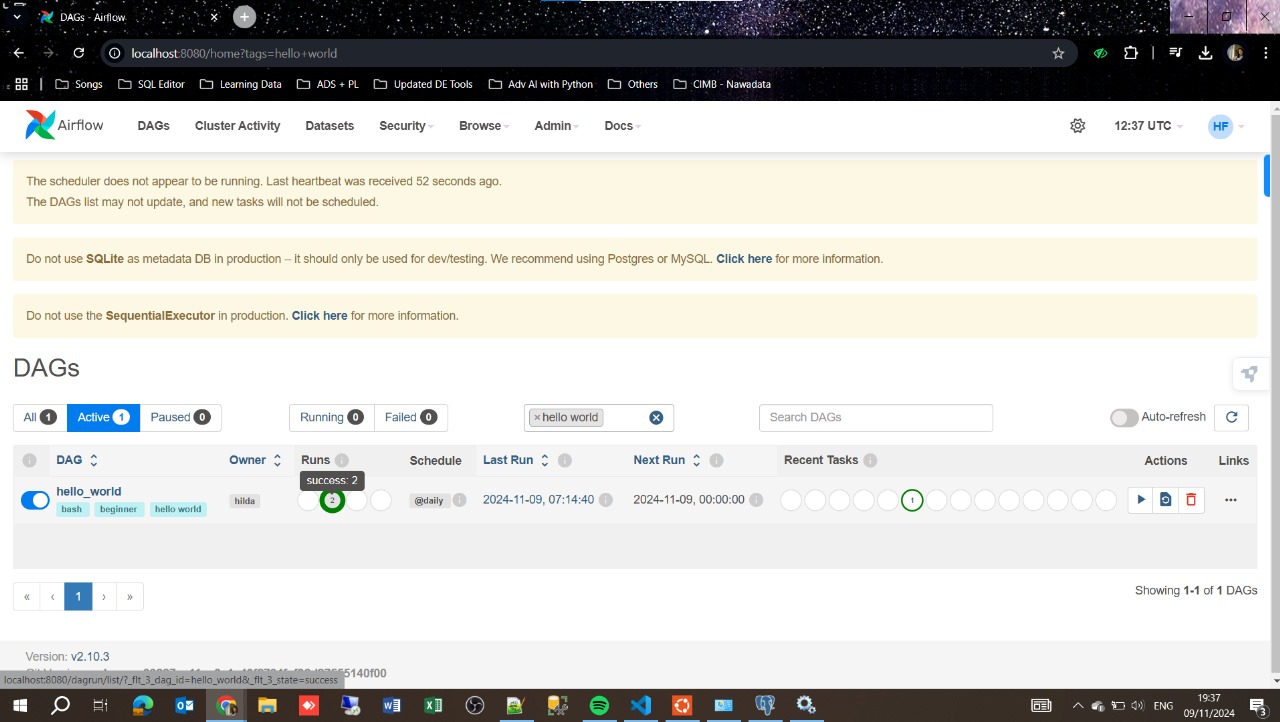 DAGs - Airflow
localhost:8080/home?tags=hello+world
Songs SQL Editor Learning Data ADS + PL Updated DE Tools Adv AI with Python Others CIMB - Nawadata
Airflow DAGs Cluster Activity Datasets Security Browse Admin Docs 12:37 UTC HF
The scheduler does not appear to be running. Last heartbeat was received 52 seconds ago.
The DAGs list may not update, and new tasks will not be scheduled.
Do not use SQLite as metadata DB in production – it should only be used for dev/testing. We recommend using Postgres or MySQL. Click here for more information.
Do not use the SequentialExecutor in production. Click here for more information.
DAGs
All 1 Active 1 Paused 0 Running 0 Failed 0 × hello world Search DAGs Auto-refresh
DAG Owner Runs Schedule Last Run Next Run Recent Tasks Actions Links
success: 2
hello_world hilda 2 @daily 2024-11-09, 07:14:40 2024-11-09, 00:00:00 1
bash beginner hello world
« ‹ 1 › »
Showing 1-1 of 1 DAGs
Version: v2.10.3
localhost:8080/dagrun/list/?_flt_3_dag_id=hello_world&_flt_3_state=success
ENG 19:37
09/11/2024 3